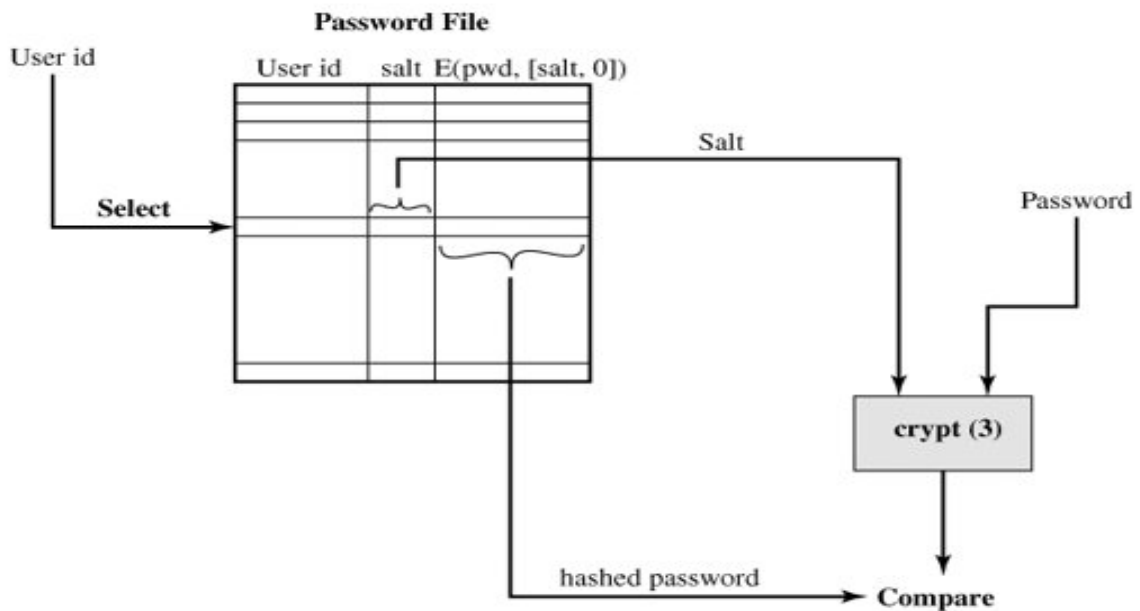 Password File
User id
User id salt E(pwd, [salt, 0])
Salt
Select
Password
crypt (3)
hashed password
Compare